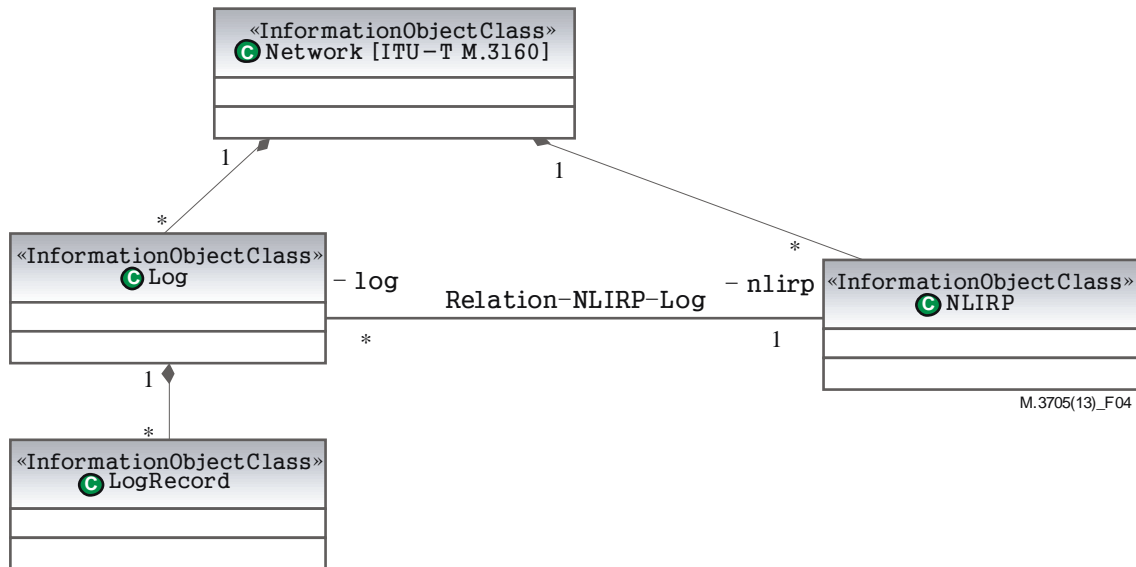 «InformationObjectClass»
C Network [ITU-T M.3160]
1
1
*
*
«InformationObjectClass»
C Log
- log
Relation-NLIRP-Log
- nlirp
«InformationObjectClass»
C NLIRP
*
1
1
M.3705(13)_F04
*
«InformationObjectClass»
C LogRecord